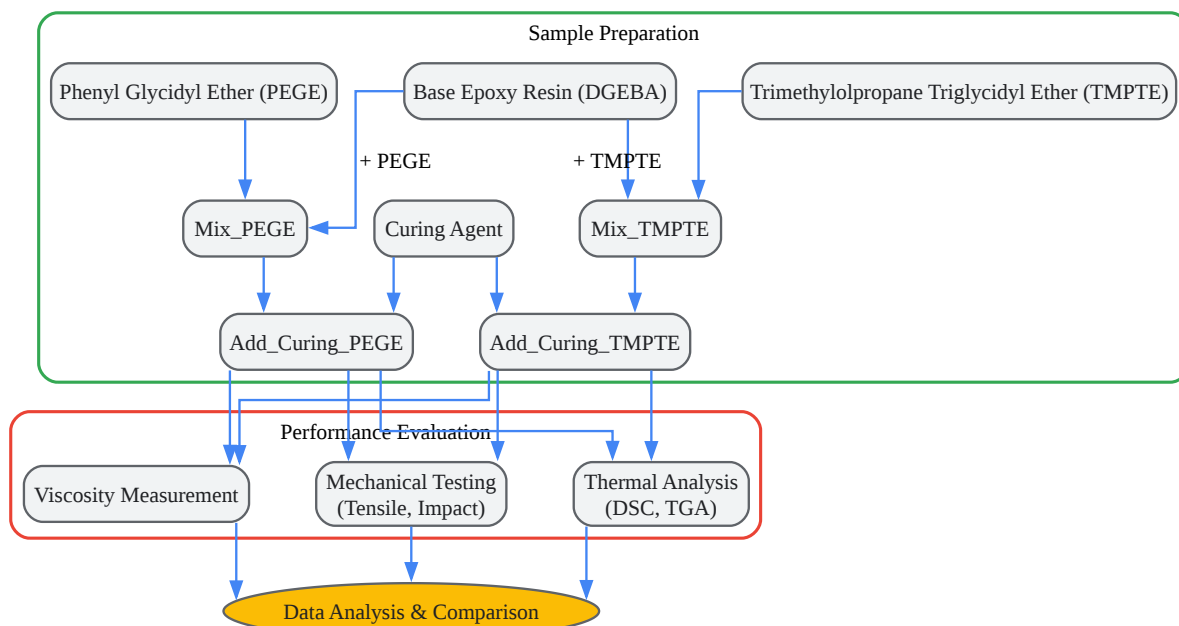 Sample Preparation
Phenyl Glycidyl Ether (PEGE)
Base Epoxy Resin (DGEBA)
Trimethylolpropane Triglycidyl Ether (TMPTE)
+ PEGE
+ TMPTE
Mix_PEGE
Curing Agent
Mix_TMPTE
Add_Curing_PEGE
Add_Curing_TMPTE
Performance Evaluation
Viscosity Measurement
Mechanical Testing
(Tensile, Impact)
Thermal Analysis
(DSC, TGA)
Data Analysis & Comparison